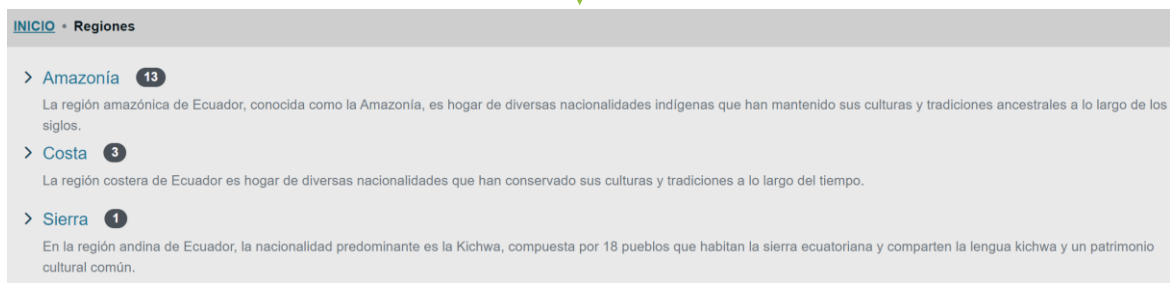 INICIO • Regiones
Amazonía 13
La región amazónica de Ecuador, conocida como la Amazonía, es hogar de diversas nacionalidades indígenas que han mantenido sus culturas y tradiciones ancestrales a lo largo de los
siglos.
Costa 3
La región costera de Ecuador es hogar de diversas nacionalidades que han conservado sus culturas y tradiciones a lo largo del tiempo.
Sierra 1
En la región andina de Ecuador, la nacionalidad predominante es la Kichwa, compuesta por 18 pueblos que habitan la sierra ecuatoriana y comparten la lengua kichwa y un patrimonio
cultural común.